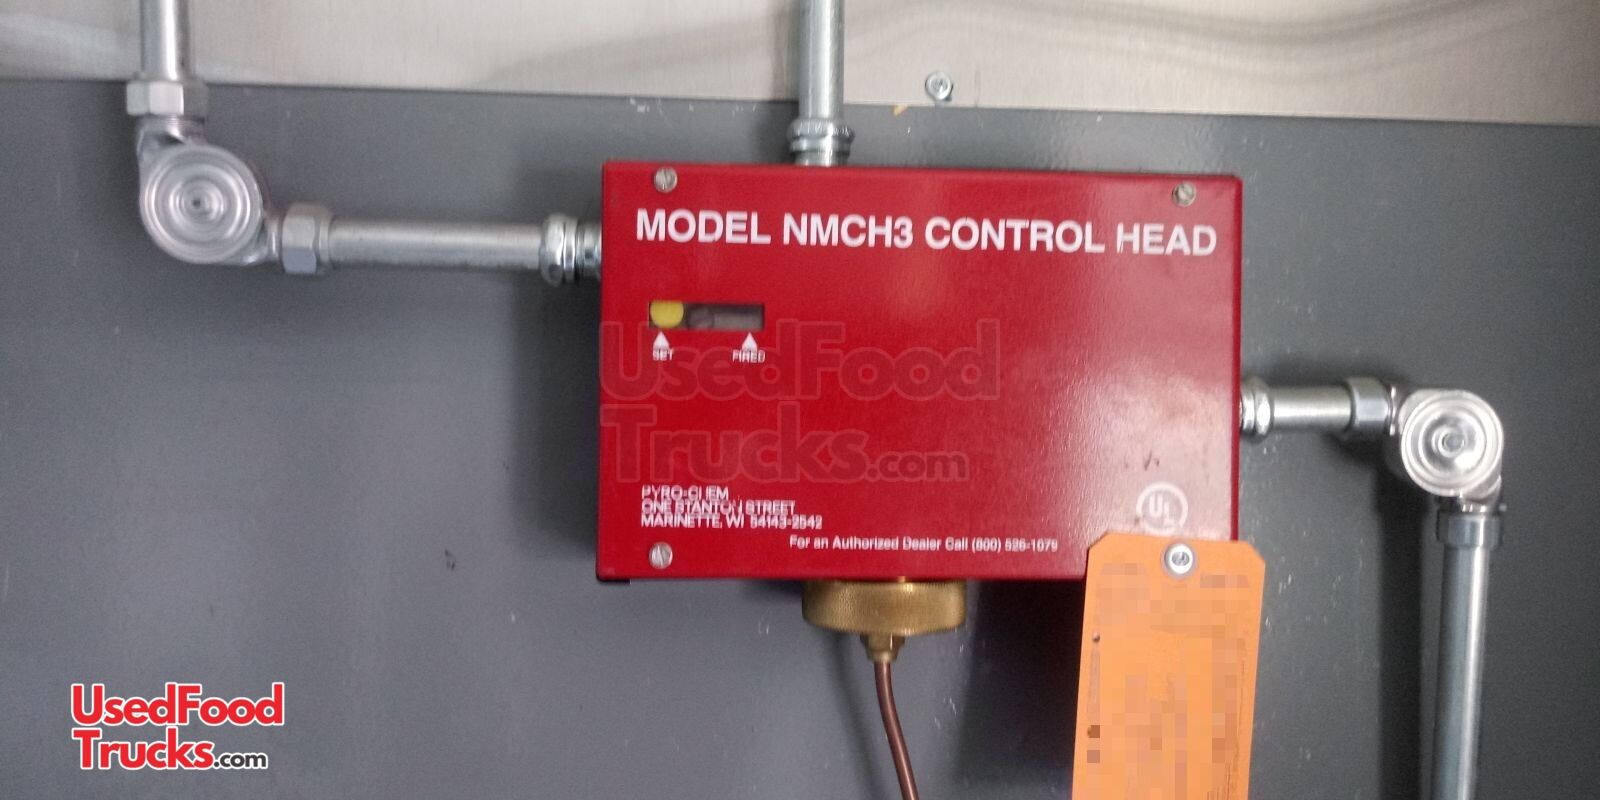 MODEL NMCH3 CONTROL HEAD
SET FIRED
UsedFood
Trucks.com
PYRO-CHEM
ONE STANTON STREET
MARINETTE, WI 54143-2542
UL
For an Authorized Dealer Call (800) 526-1079
UsedFood
Trucks.com